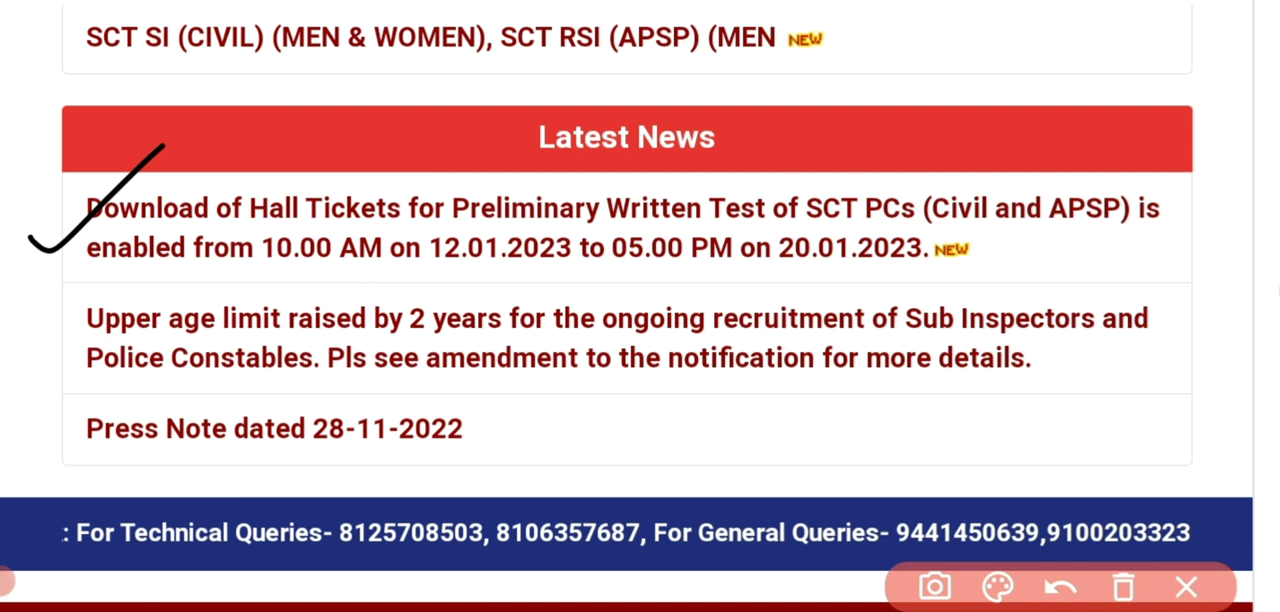 SCT SI (CIVIL) (MEN & WOMEN), SCT RSI (APSP) (MEN NEW
Latest News
Download of Hall Tickets for Preliminary Written Test of SCT PCs (Civil and APSP) is
enabled from 10.00 AM on 12.01.2023 to 05.00 PM on 20.01.2023. NEW
Upper age limit raised by 2 years for the ongoing recruitment of Sub Inspectors and
Police Constables. Pls see amendment to the notification for more details.
Press Note dated 28-11-2022
: For Technical Queries- 8125708503, 8106357687, For General Queries- 9441450639,9100203323